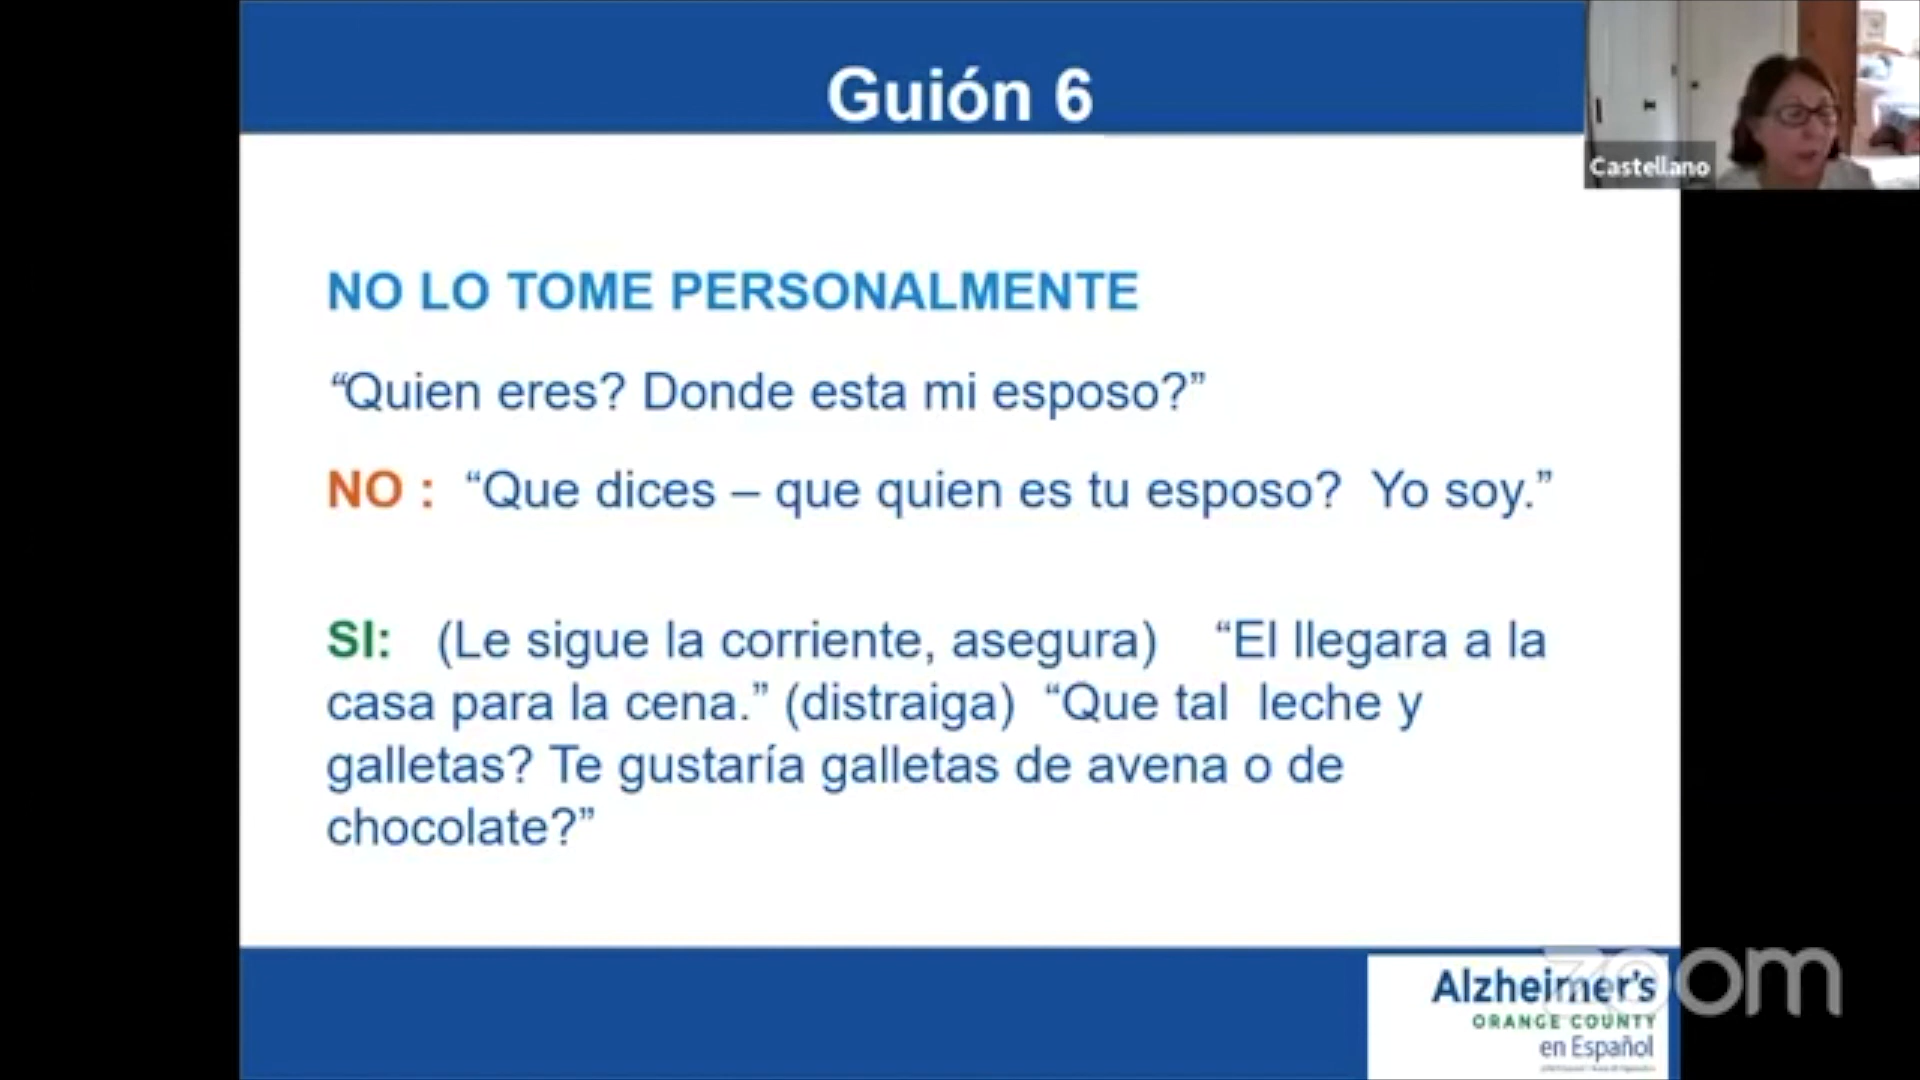 Guión 6
Castellano
NO LO TOME PERSONALMENTE
“Quien eres? Donde esta mi esposo?”
NO : “Que dices – que quien es tu esposo? Yo soy.”
SI: (Le sigue la corriente, asegura) “El llegara a la
casa para la cena.” (distraiga) “Que tal leche y
galletas? Te gustaría galletas de avena o de
chocolate?”
Alzheimer's
ORANGE COUNTY
en Español
zoom